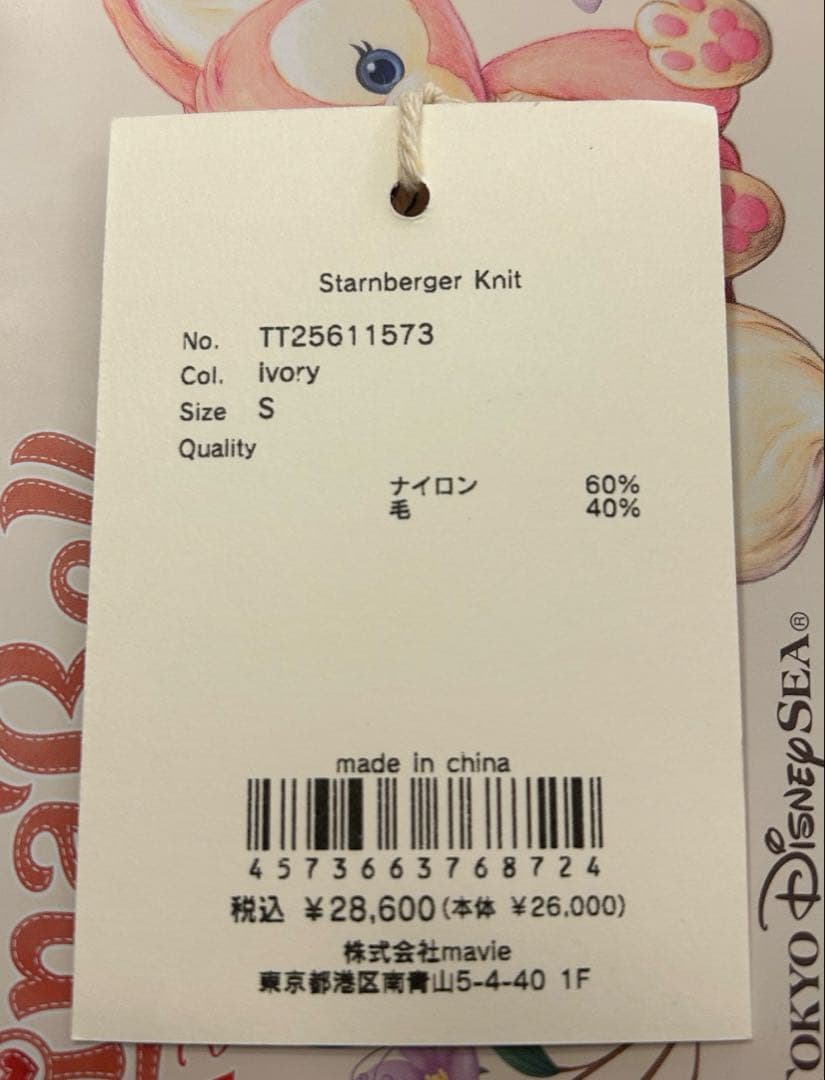 Starnberger Knit
No. TT25611573
Col. ivory
Size S
Quality
ナイロン 60%
毛 40%
made in china
4573663768724
税込 ¥28,600(本体 ¥26,000)
株式会社mavie
東京都港区南青山5-4-40 1F
TOKYO DISNEYSEA®